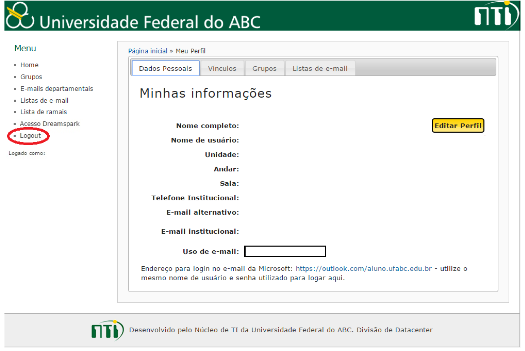 Universidade Federal do ABC
nTi
Menu
Home
Grupos
E-mails departamentais
Listas de e-mail
Lista de ramais
Acesso Dreamspark
Logout
Logado como:
Página inicial » Meu Perfil
Dados Pessoais Vínculos Grupos Listas de e-mail
Minhas informações
Editar Perfil
Nome completo:
Nome de usuário:
Unidade:
Andar:
Sala:
Telefone Institucional:
E-mail alternativo:
E-mail institucional:
Uso de e-mail:
Endereço para login no e-mail da Microsoft: https://outlook.com/aluno.ufabc.edu.br - utilize o
mesmo nome de usuário e senha utilizado para logar aqui.
nTi Desenvolvido pelo Núcleo de TI da Universidade Federal do ABC. Divisão de Datacenter